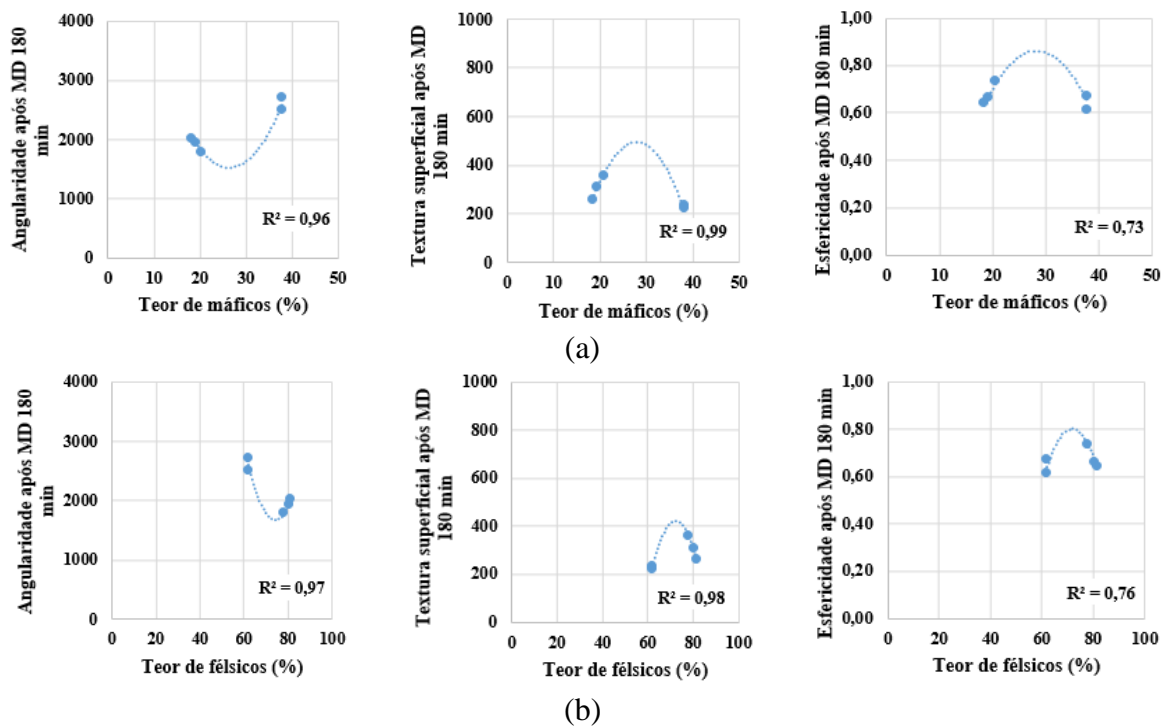 Angularidade após MD 180
min
4000
3000
2000
1000
0
R² = 0,96
0 10 20 30 40 50
Teor de máficos (%)
Textura superficial após MD
180 min
1000
800
600
400
200
0
R² = 0,99
0 10 20 30 40 50
Teor de máficos (%)
Esfericidade após MD 180 min
1,00
0,80
0,60
0,40
0,20
0,00
R² = 0,73
0 10 20 30 40 50
Teor de máficos (%)
(a)
Angularidade após MD 180
min
4000
3000
2000
1000
0
R² = 0,97
0 20 40 60 80 100
Teor de félsicos (%)
Textura superficial após MD
180 min
1000
800
600
400
200
0
R² = 0,98
0 20 40 60 80 100
Teor de félsicos (%)
Esfericidade após MD 180 min
1,00
0,80
0,60
0,40
0,20
0,00
R² = 0,76
0 20 40 60 80 100
Teor de félsicos (%)
(b)